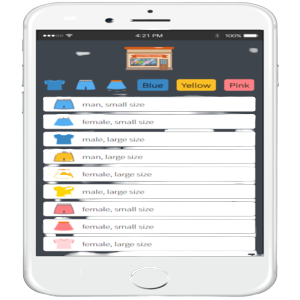 4:21 PM
100%
Blue
Yellow
Pink
man, small size
female, small size
male, large size
man, large size
female, large size
male, large size
female, small size
female, small size
female, large size